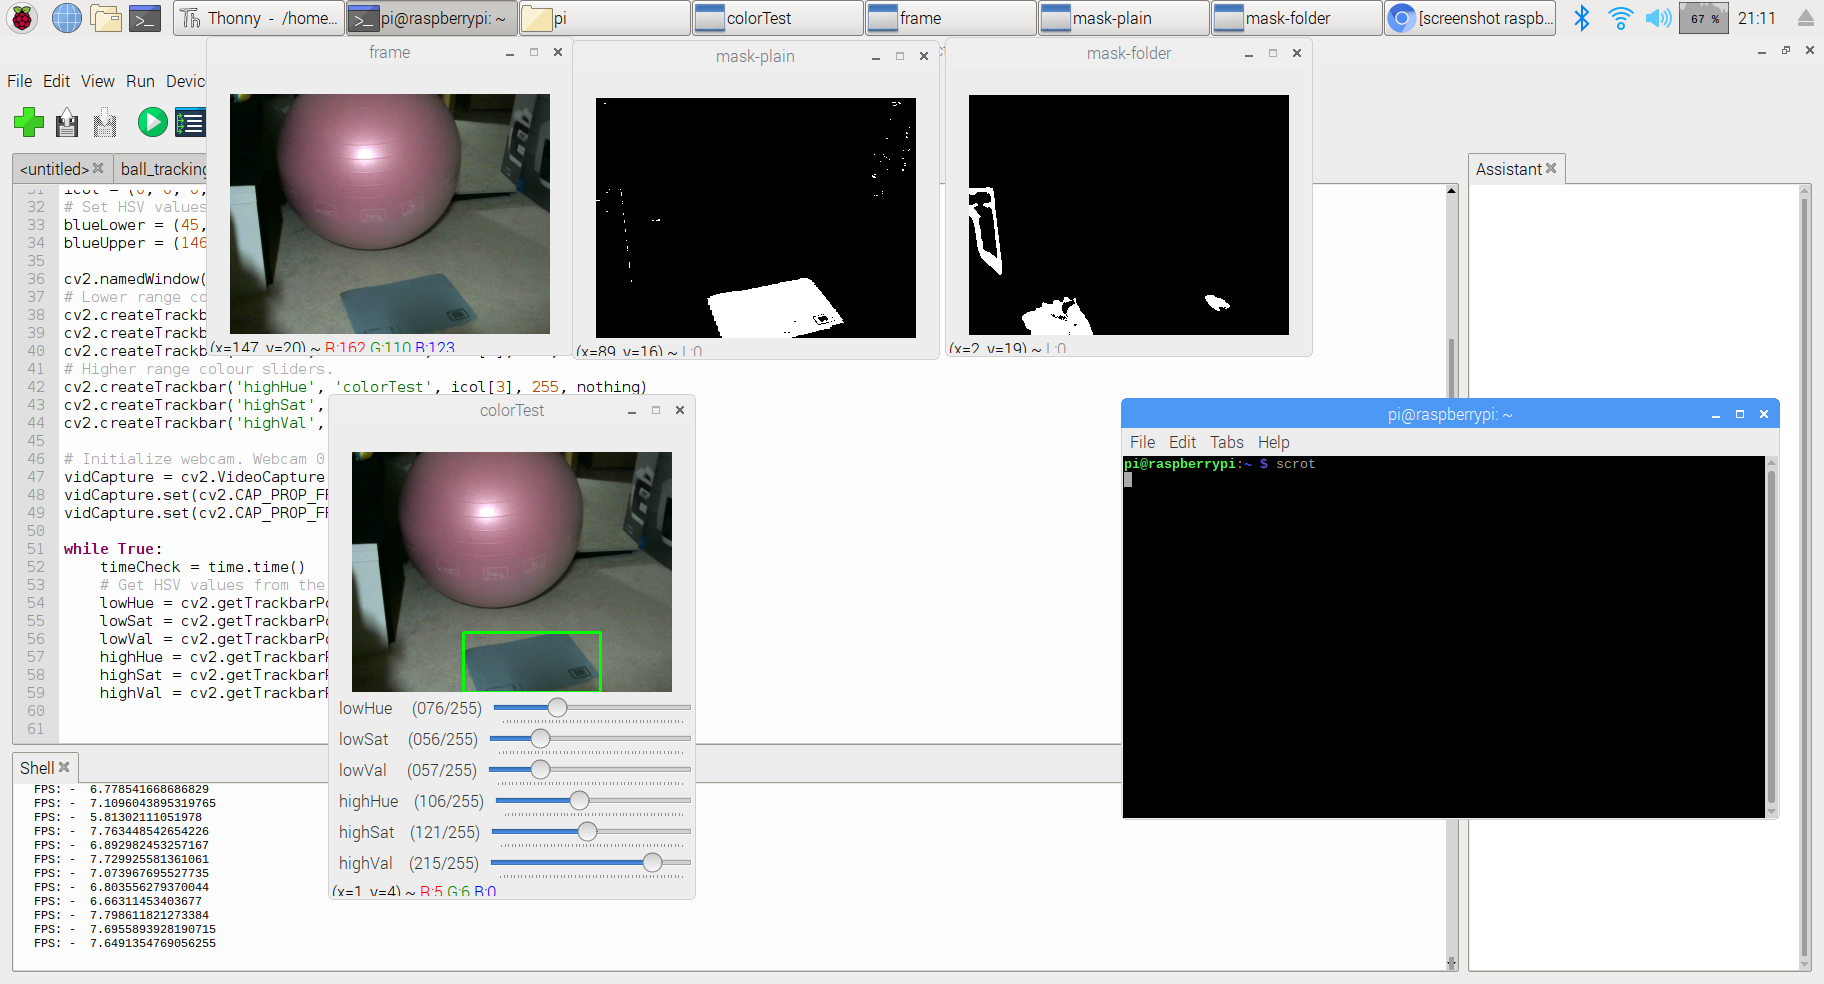 Thonny - /home...
pi@raspberrypi: ~
pi
colorTest
frame
mask-plain
mask-folder
[screenshot raspb...
67 %
21:11
frame
mask-plain
mask-folder
File Edit View Run Devic
<untitled>
ball_tracking
Assistant
31 icol = (0, 0, 0,
32 # Set HSV values
33 blueLower = (45,
34 blueUpper = (146
35
36 cv2.namedWindow(
37 # Lower range co
38 cv2.createTrackb
39 cv2.createTrackb
40 cv2.createTrackb
41 # Higher range colour sliders.
42 cv2.createTrackbar('highHue', 'colorTest', icol[3], 255, nothing)
43 cv2.createTrackbar('highSat',
44 cv2.createTrackbar('highVal',
45
46 # Initialize webcam. Webcam 0
47 vidCapture = cv2.VideoCapture
48 vidCapture.set(cv2.CAP_PROP_FR
49 vidCapture.set(cv2.CAP_PROP_FR
50
51 while True:
52 timeCheck = time.time()
53 # Get HSV values from the
54 lowHue = cv2.getTrackbarPo
55 lowSat = cv2.getTrackbarPo
56 lowVal = cv2.getTrackbarPo
57 highHue = cv2.getTrackbarP
58 highSat = cv2.getTrackbarP
59 highVal = cv2.getTrackbarP
60
61
(x=147, y=20) ~ R:162 G:110 B:123
(x=89, y=16) ~ L:0
(x=2, y=19) ~ L:0
colorTest
lowHue (076/255)
lowSat (056/255)
lowVal (057/255)
highHue (106/255)
highSat (121/255)
highVal (215/255)
(x=1, y=4) ~ R:5 G:6 B:0
pi@raspberrypi: ~
File Edit Tabs Help
pi@raspberrypi:~ $ scrot
Shell
FPS: - 6.778541668686829
FPS: - 7.1096043895319765
FPS: - 5.81302111051978
FPS: - 7.763448542654226
FPS: - 6.892982453257167
FPS: - 7.729925581361061
FPS: - 7.073967695527735
FPS: - 6.803556279370044
FPS: - 6.66311453403677
FPS: - 7.798611821273384
FPS: - 7.6955893928190715
FPS: - 7.6491354769056255